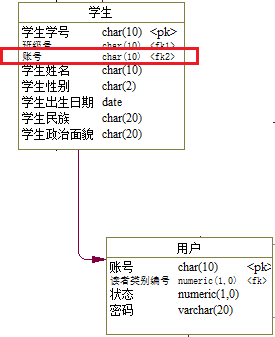 学生
学生学号 char(10) <pk>
班级号 char(10) <fk1>
账号 char(10) <fk2>
学生姓名 char(10)
学生性别 char(2)
学生出生日期 date
学生民族 char(20)
学生政治面貌 char(20)
用户
账号 char(10) <pk>
读者类别编号 numeric(1,0) <fk>
状态 numeric(1,0)
密码 varchar(20)